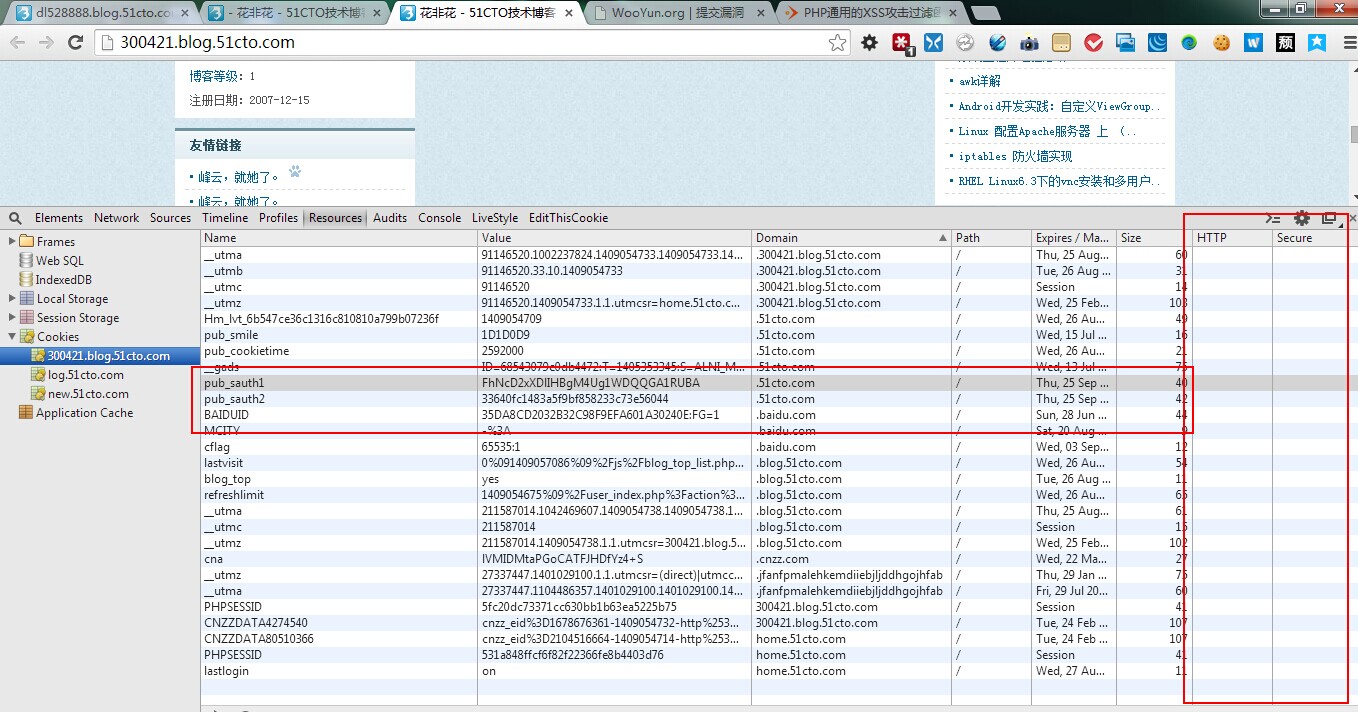 dl528888.blog.51cto.co
- 花非花 - 51CTO技术博
花非花 - 51CTO技术博客
WooYun.org | 提交漏洞
PHP通用的XSS攻击过滤
300421.blog.51cto.com
博客等级：1
注册日期：2007-12-15
友情链接
峰云，就她了。
峰云，就她了。
awk详解
Android开发实践：自定义ViewGroup..
Linux 配置Apache服务器 上 （..
iptables 防火墙实现
RHEL Linux6.3下的vnc安装和多用户..
Elements Network Sources Timeline Profiles Resources Audits Console LiveStyle EditThisCookie
Frames
Web SQL
IndexedDB
Local Storage
Session Storage
Cookies
300421.blog.51cto.com
log.51cto.com
new.51cto.com
Application Cache
Name Value Domain Path Expires / Ma... Size HTTP Secure
__utma 91146520.1002237824.1409054733.1409054733.14... .300421.blog.51cto.com / Thu, 25 Aug... 60
__utmb 91146520.33.10.1409054733 .300421.blog.51cto.com / Tue, 26 Aug ... 31
__utmc 91146520 .300421.blog.51cto.com / Session 14
__utmz 91146520.1409054733.1.1.utmcsr=home.51cto.c... .300421.blog.51cto.com / Wed, 25 Feb... 103
Hm_lvt_6b547ce36c1316c810810a799b07236f 1409054709 .51cto.com / Wed, 26 Au... 49
pub_smile 1D1D0D9 .51cto.com / Wed, 15 Jul ... 16
pub_cookietime 2592000 .51cto.com / Wed, 26 Au... 21
__gads .51cto.com / Wed, 13 Jul ... 75
pub_sauth1 FhNcD2xXDlIHBgM4Ug1WDQQGA1RUBA .51cto.com / Thu, 25 Sep ... 40
pub_sauth2 33640fc1483a5f9bf858233c73e56044 .51cto.com / Thu, 25 Sep ... 42
BAIDUID 35DA8CD2032B32C98F9EFA601A30240E:FG=1 .baidu.com / Sun, 28 Jun ... 44
MCITY -%3A .baidu.com / Sat, 20 Aug... 9
cflag 65535:1 .baidu.com / Wed, 03 Sep... 12
lastvisit 0%091409057086%09%2Fjs%2Fblog_top_list.php... .blog.51cto.com / Wed, 26 Au... 54
blog_top yes .blog.51cto.com / Tue, 26 Aug ... 11
refreshlimit 1409054675%09%2Fuser_index.php%3Faction%3... .blog.51cto.com / Wed, 26 Au... 65
__utma 211587014.1042469607.1409054738.1409054738.1... .blog.51cto.com / Thu, 25 Aug... 61
__utmc 211587014 .blog.51cto.com / Session 15
__utmz 211587014.1409054738.1.1.utmcsr=300421.blog.5... .blog.51cto.com / Wed, 25 Feb... 102
cna IVMIDMtaPGoCATFJHDfYz4+S .cnzz.com / Wed, 22 Ma... 27
__utmz 27337447.1401029100.1.1.utmcsr=(direct)|utmcc... .jfanfpmalehkemdiiebjljddhgojhfab / Thu, 29 Jan ... 75
__utma 27337447.1104486357.1401029100.1401029100.14... .jfanfpmalehkemdiiebjljddhgojhfab / Fri, 29 Jul 20... 60
PHPSESSID 5fc20dc73371cc630bb1b63ea5225b75 300421.blog.51cto.com / Session 41
CNZZDATA4274540 cnzz_eid%3D1678676361-1409054732-http%253... 300421.blog.51cto.com / Tue, 24 Feb ... 107
CNZZDATA80510366 cnzz_eid%3D2104516664-1409054714-http%253... home.51cto.com / Tue, 24 Feb ... 107
PHPSESSID 531a848ffcf6f82f22366fe8b4403d76 home.51cto.com / Session 41
lastlogin on home.51cto.com / Wed, 27 Au... 11